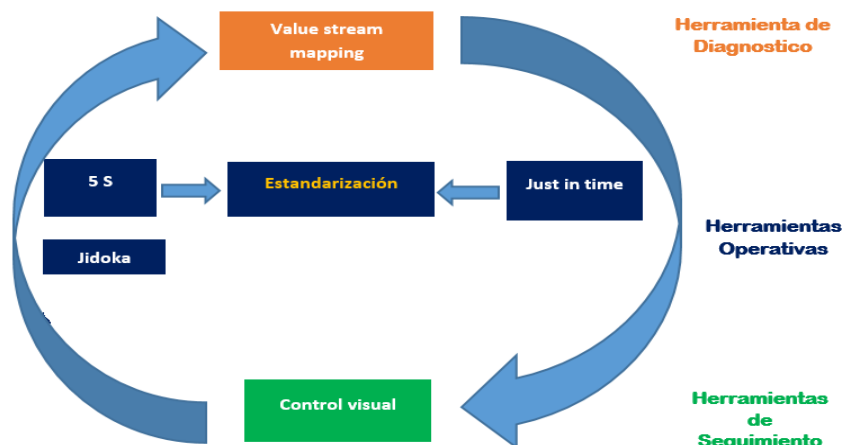 Value stream
mapping
Herramienta de
Diagnostico
5 S
Estandarización
Just in time
Jidoka
Herramientas
Operativas
Control visual
Herramientas
de
Seguimiento